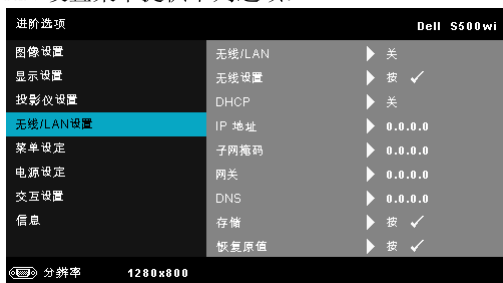 进阶选项 Dell S500wi
图像设置 无线/LAN 关
显示设置 无线设置 按 ✓
投影仪设置 DHCP 关
无线/LAN设置 IP 地址 0.0.0.0
菜单设定 子网掩码 0.0.0.0
电源设定 网关 0.0.0.0
交互设置 DNS 0.0.0.0
信息 存储 按 ✓
恢复原值 按 ✓
分辨率 1280x800